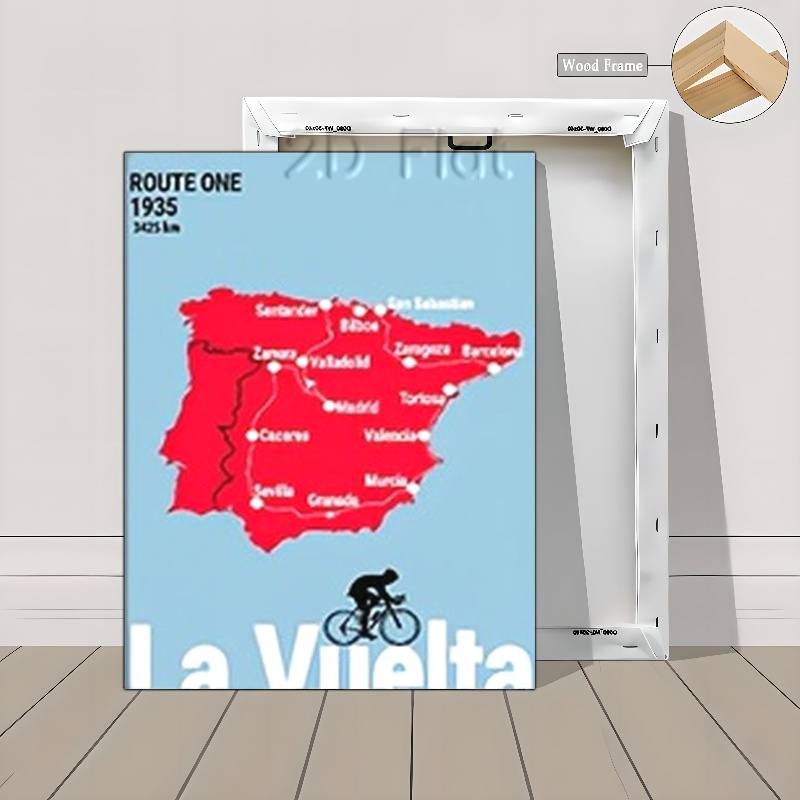 Wood Frame
2D Flat
ROUTE ONE
1935
3425 km
Santander
San Sebastian
Bilboe
Zamora
Valladolid
Zaragoza
Barcelona
Madrid
Tortosa
Caceres
Valencia
Murcia
Sevilla
Granada
La Vuelta